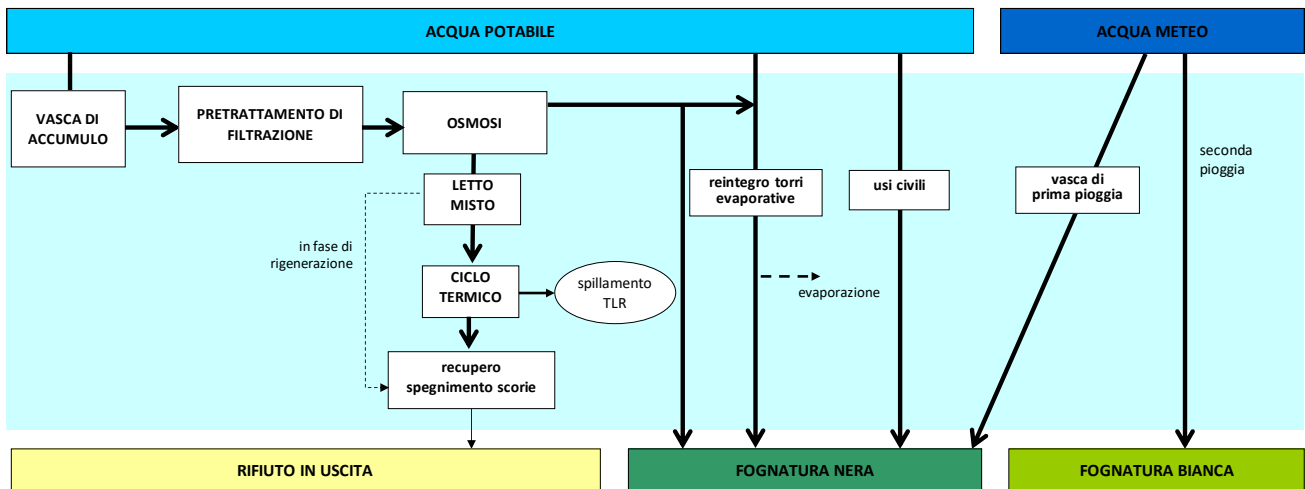 ACQUA POTABILE
ACQUA METEO
VASCA DI
ACCUMULO
PRETRATTAMENTO DI
FILTRAZIONE
OSMOSI
seconda
pioggia
LETTO
MISTO
reintegro torri
evaporative
usi civili
vasca di
prima pioggia
in fase di
rigenerazione
CICLO
TERMICO
spillamento
TLR
evaporazione
recupero
spegnimento scorie
RIFIUTO IN USCITA
FOGNATURA NERA
FOGNATURA BIANCA